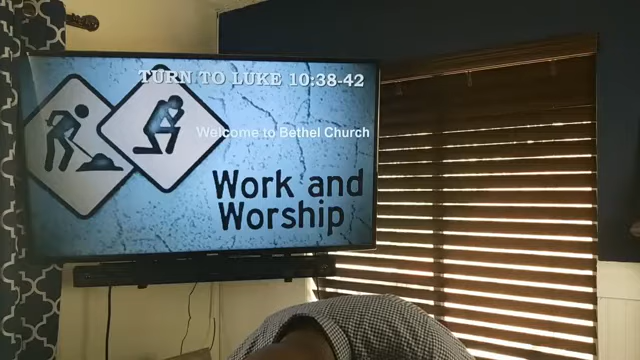 TURN TO LUKE 10:38-42
Welcome to Bethel Church
Work and
Worship